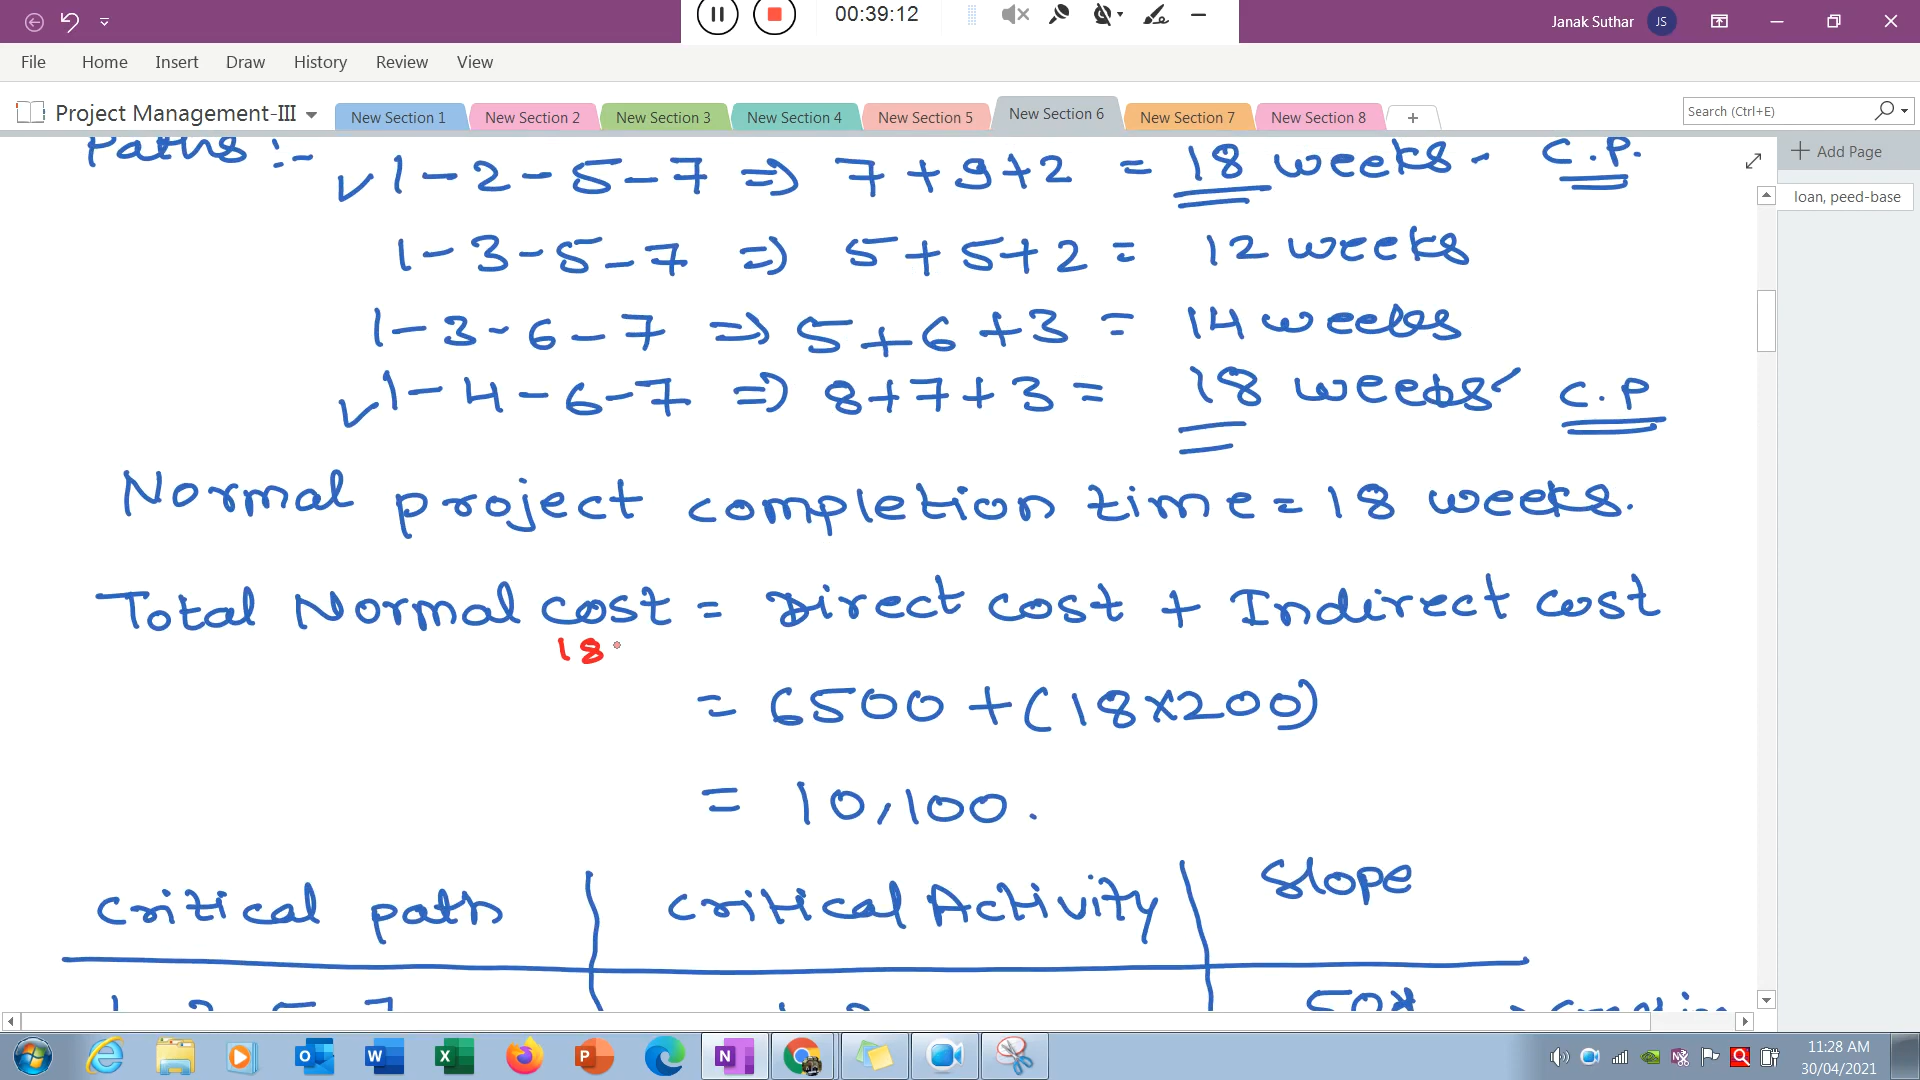 00:39:12
Janak Suthar JS
File Home Insert Draw History Review View
Project Management-III New Section 1 New Section 2 New Section 3 New Section 4 New Section 5 New Section 6 New Section 7 New Section 8 + Search (Ctrl+E)
Add Page
loan, peed-base
Paths :-
✓ 1-2-5-7 => 7+9+2 = 18 weeks - C.P.
1-3-5-7 => 5+5+2 = 12 weeks
1-3-6-7 => 5+6+3 = 14 weeks
✓ 1-4-6-7 => 8+7+3 = 18 weeks C.P
Normal project completion time = 18 weeks.
Total Normal cost = Direct cost + Indirect cost
18
= 6500 + (18×200)
= 10,100.
critical path critical Activity slope
11:28 AM
30/04/2021